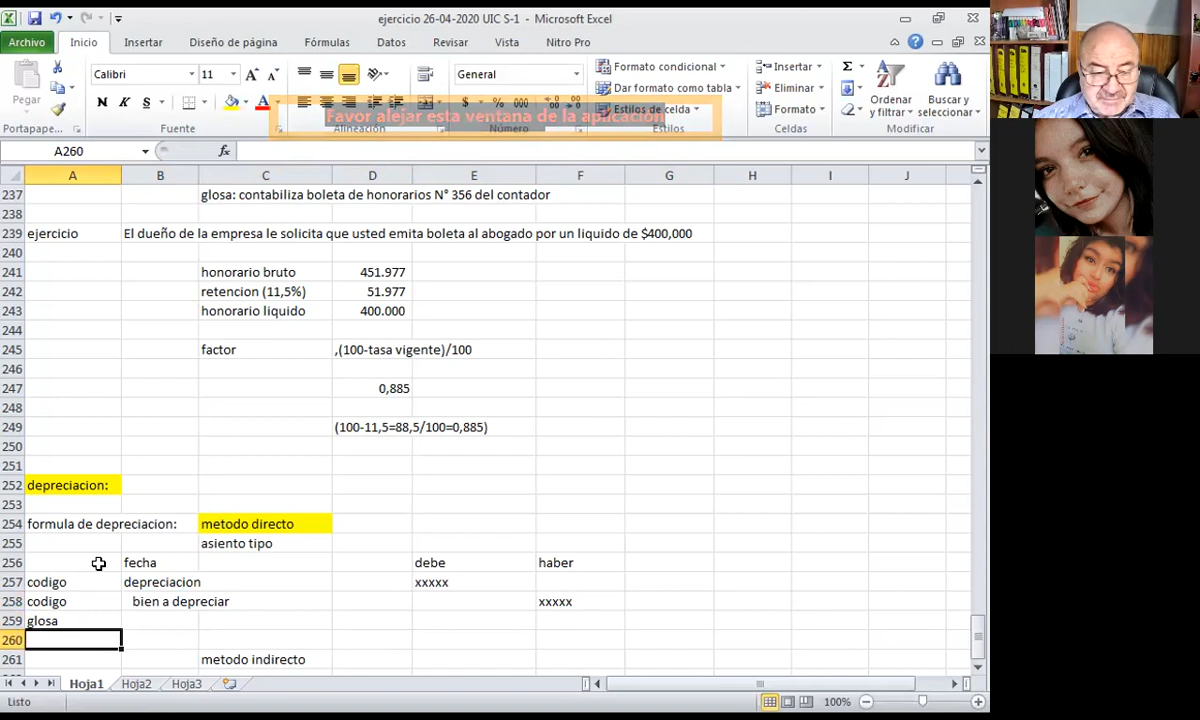 ejercicio 26-04-2020 UIC S-1 - Microsoft Excel
Archivo Inicio Insertar Diseño de página Fórmulas Datos Revisar Vista Nitro Pro
Pegar
Calibri 11
N K S
General
$ % 000
Formato condicional
Dar formato como tabla
Estilos de celda
Insertar
Eliminar
Formato
Ordenar y filtrar
Buscar y seleccionar
Favor alejar esta ventana de la aplicación
Portapape... Fuente Alineación Número Estilos Celdas Modificar
A260 fx
A B C D E F G H I J
237 glosa: contabiliza boleta de honorarios N° 356 del contador
238
239 ejercicio El dueño de la empresa le solicita que usted emita boleta al abogado por un liquido de $400,000
240
241 honorario bruto 451.977
242 retencion (11,5%) 51.977
243 honorario liquido 400.000
244
245 factor ,(100-tasa vigente)/100
246
247 0,885
248
249 (100-11,5=88,5/100=0,885)
250
251
252 depreciacion:
253
254 formula de depreciacion: metodo directo
255 asiento tipo
256 fecha debe haber
257 codigo depreciacion xxxxx
258 codigo bien a depreciar xxxxx
259 glosa
260
261 metodo indirecto
Hoja1 Hoja2 Hoja3
Listo 100%